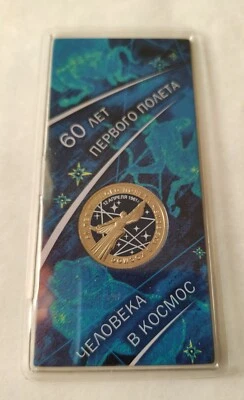 60 ЛЕТ
ПЕРВОГО ПОЛЕТА
12 АПРЕЛЯ 1961 г.
ЧЕЛОВЕКА
В КОСМОС